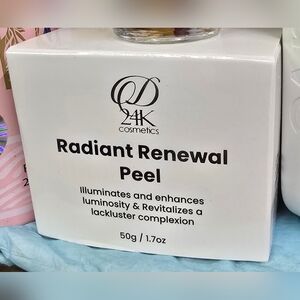 24K
cosmetics
Radiant Renewal
Peel
Illuminates and enhances
luminosity & Revitalizes a
lackluster complexion
50g / 1.7oz